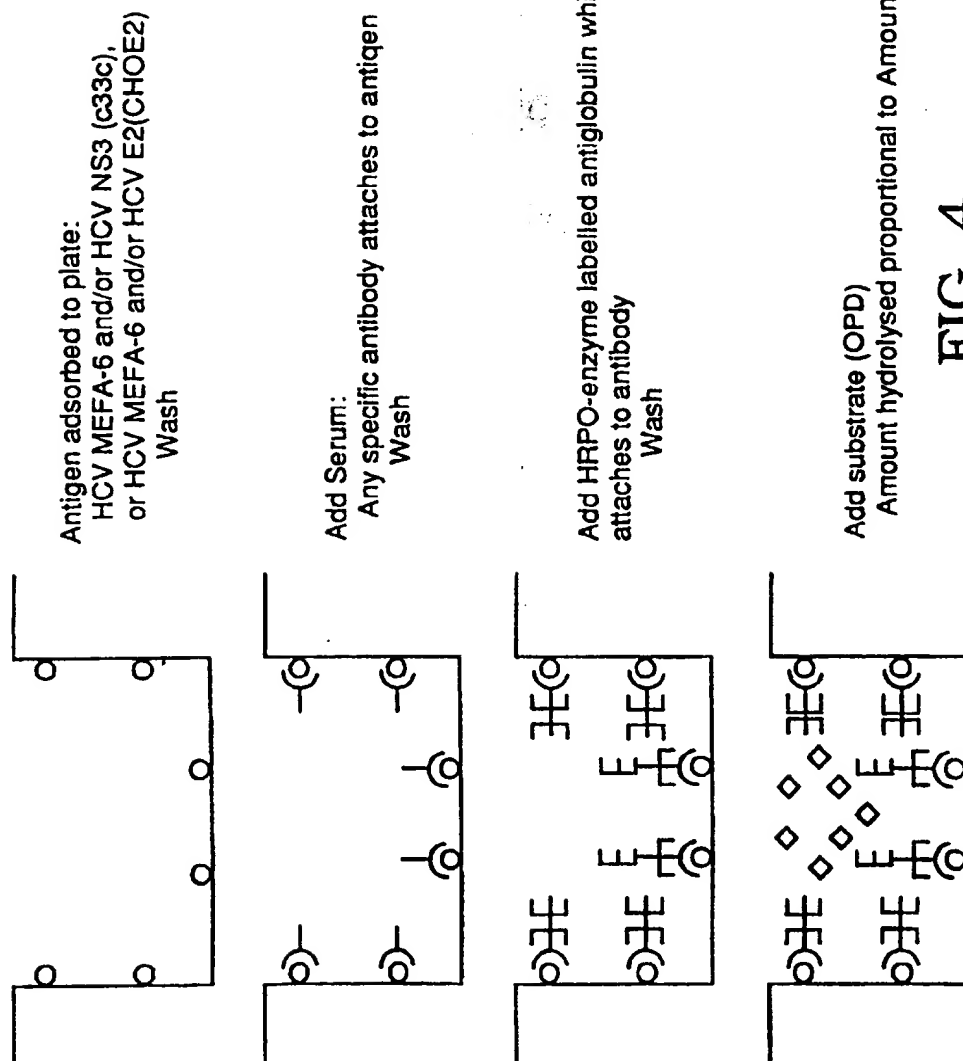 Antigen adsorbed to plate:
HCV MEFA-6 and/or HCV NS3 (c33c),
or HCV MEFA-6 and/or HCV E2(CHOE2)
Wash
Add Serum:
Any specific antibody attaches to antigen
Wash
Add HRPO-enzyme labelled antiglobulin whi
attaches to antibody
Wash
Add substrate (OPD)
Amount hydrolysed proportional to Amoun
E
E
E
E
E
E
E
E
E
E
E
E
FIG. 4